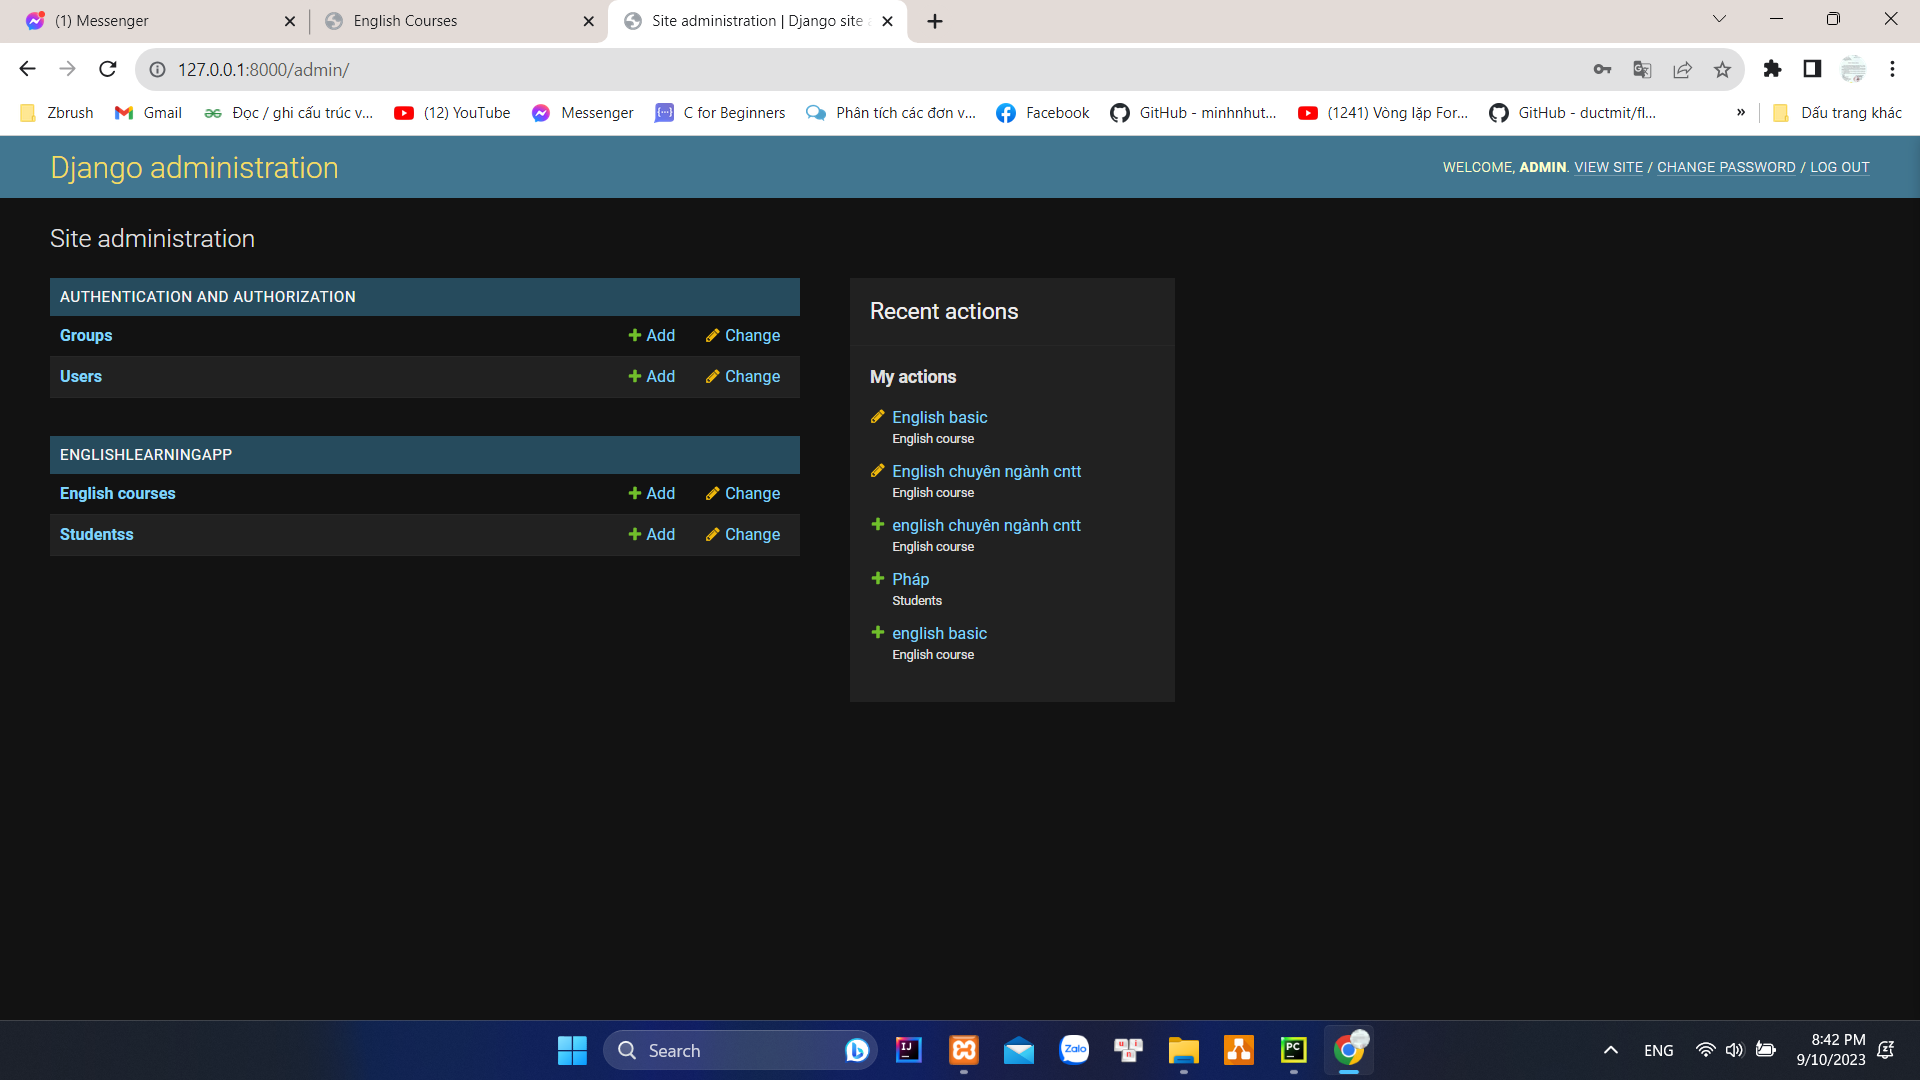 (1) Messenger
English Courses
Site administration | Django site
127.0.0.1:8000/admin/
Zbrush
Gmail
Đọc / ghi cấu trúc v...
(12) YouTube
Messenger
C for Beginners
Phân tích các đơn v...
Facebook
GitHub - minhnhut...
(1241) Vòng lặp For...
GitHub - ductmit/fl...
»
Dấu trang khác
Django administration
WELCOME, ADMIN. VIEW SITE / CHANGE PASSWORD / LOG OUT
Site administration
AUTHENTICATION AND AUTHORIZATION
Groups Add Change
Users Add Change
ENGLISHLEARNINGAPP
English courses Add Change
Studentss Add Change
Recent actions
My actions
English basic
English course
English chuyên ngành cntt
English course
english chuyên ngành cntt
English course
Pháp
Students
english basic
English course
Search
IJ
Zalo
PC
ENG
8:42 PM
9/10/2023